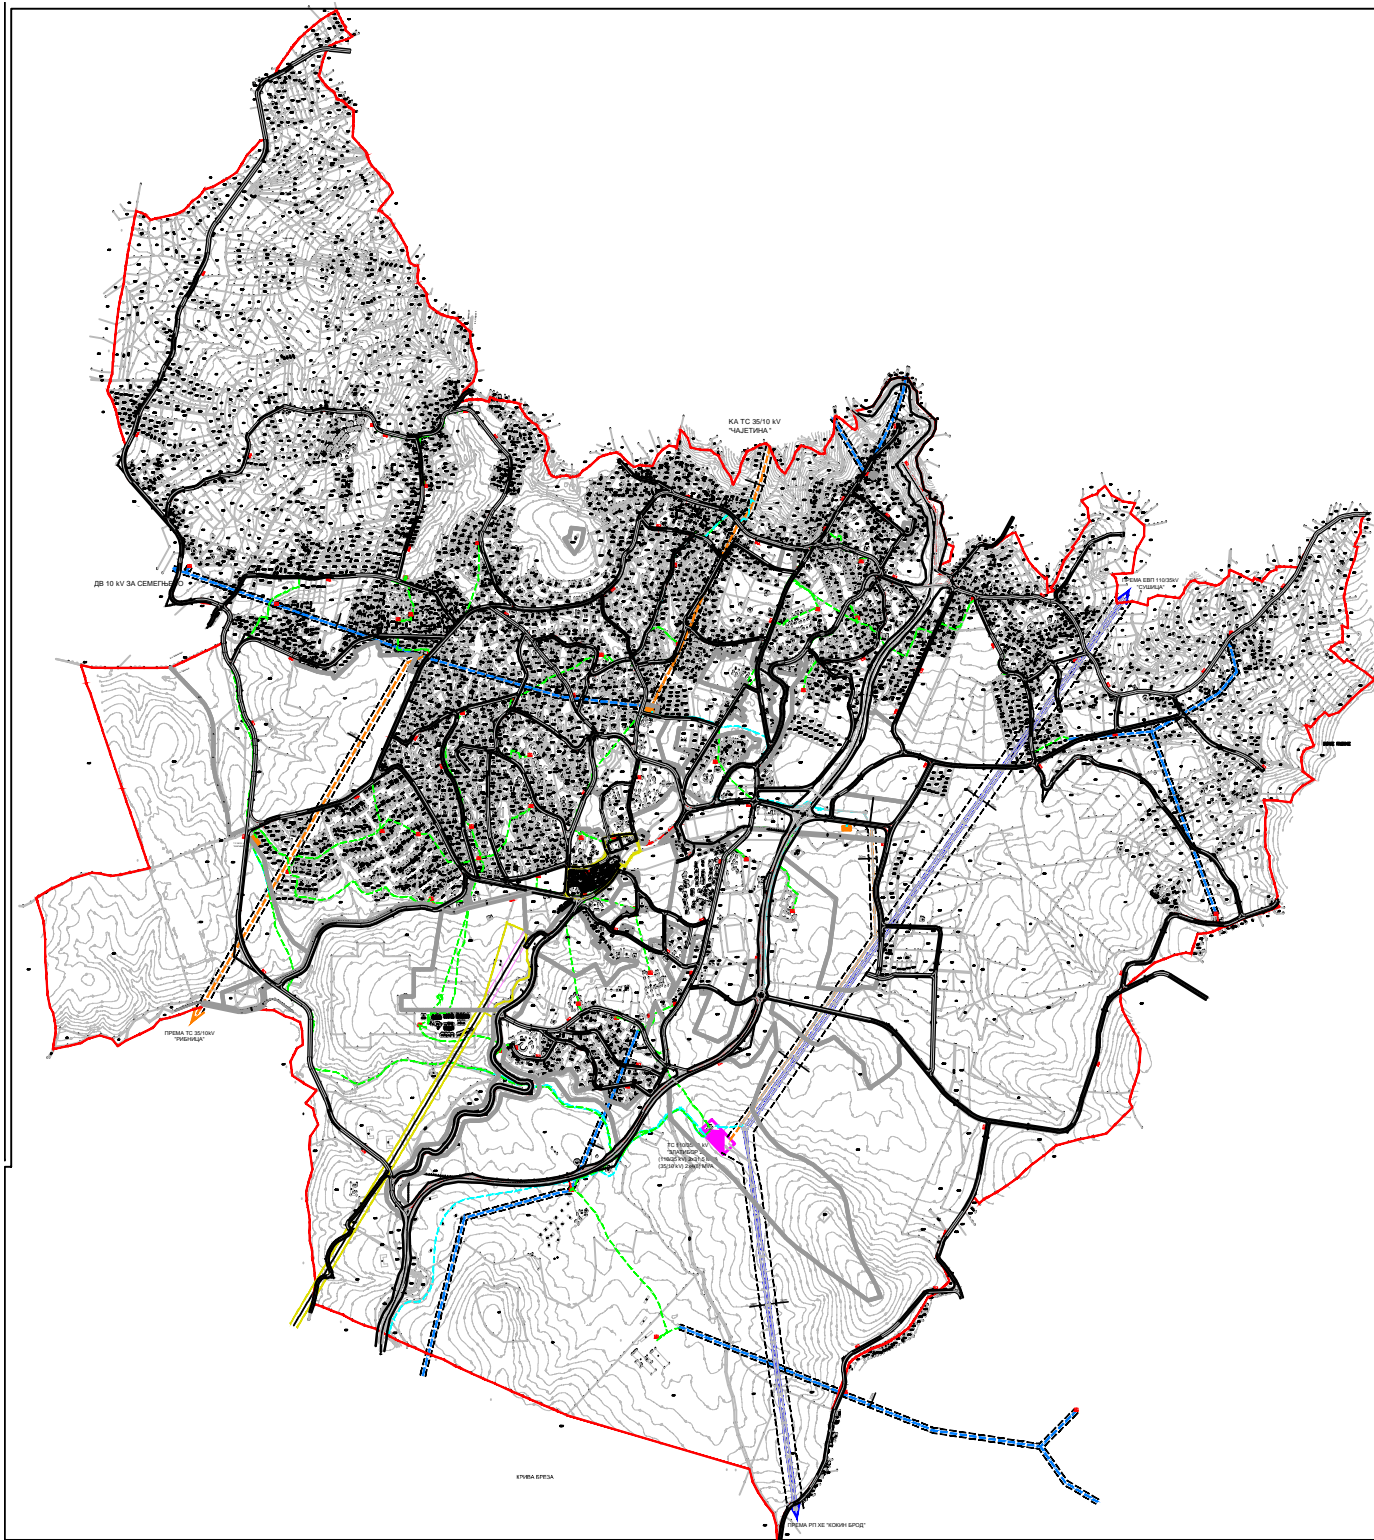 КА ТС 35/10 kV
"ЧАЈЕТИНА"
ПРЕМА ЕВП 110/35kV
"СУШИЦА"
ДВ 10 kV ЗА СЕМЕГЊЕВО
ПРЕМА ТС 35/10kV
"РИБНИЦА"
"ЗЛАТИБОР
КРИВА БРЕЗА
ПРЕМА РП ХЕ "КОКИН БРОД"